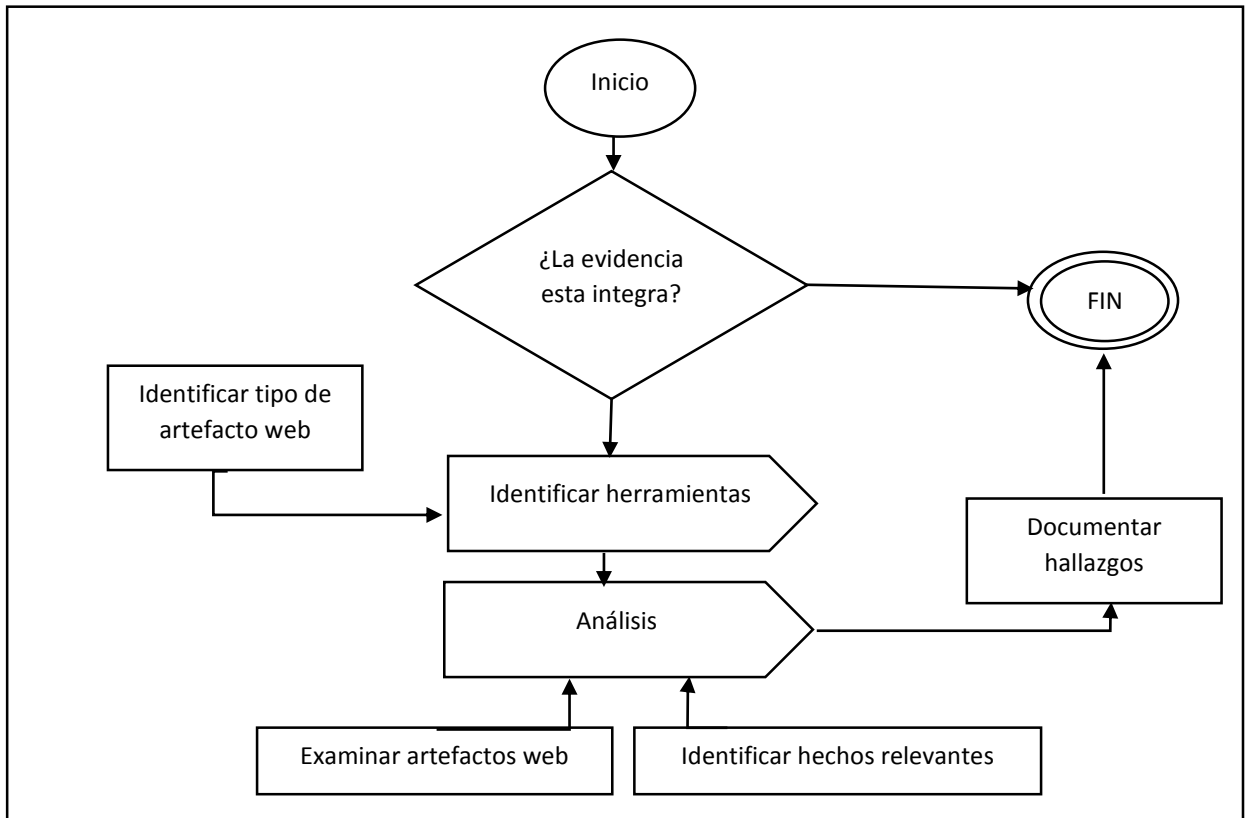 Inicio
¿La evidencia
esta integra?
FIN
Identificar tipo de
artefacto web
Identificar herramientas
Documentar
hallazgos
Análisis
Examinar artefactos web
Identificar hechos relevantes